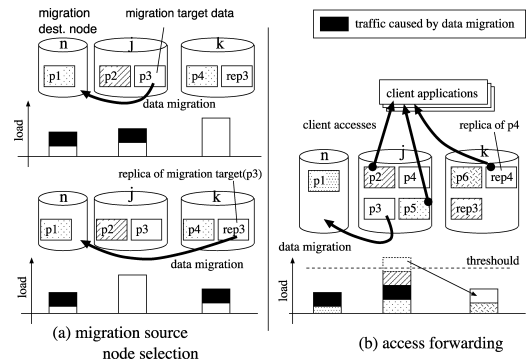 migration
dest. node
migration target data
n
j
k
p1
p2
p3
p4
rep3
data migration
load
replica of migration target(p3)
n
j
k
p1
p2
p3
p4
rep3
data migration
load
(a) migration source
node selection
traffic caused by data migration
client applications
client accesses
replica of p4
n
j
k
p1
p2
p4
p6
rep4
p3
p5
rep3
data migration
threshould
load
(b) access forwarding